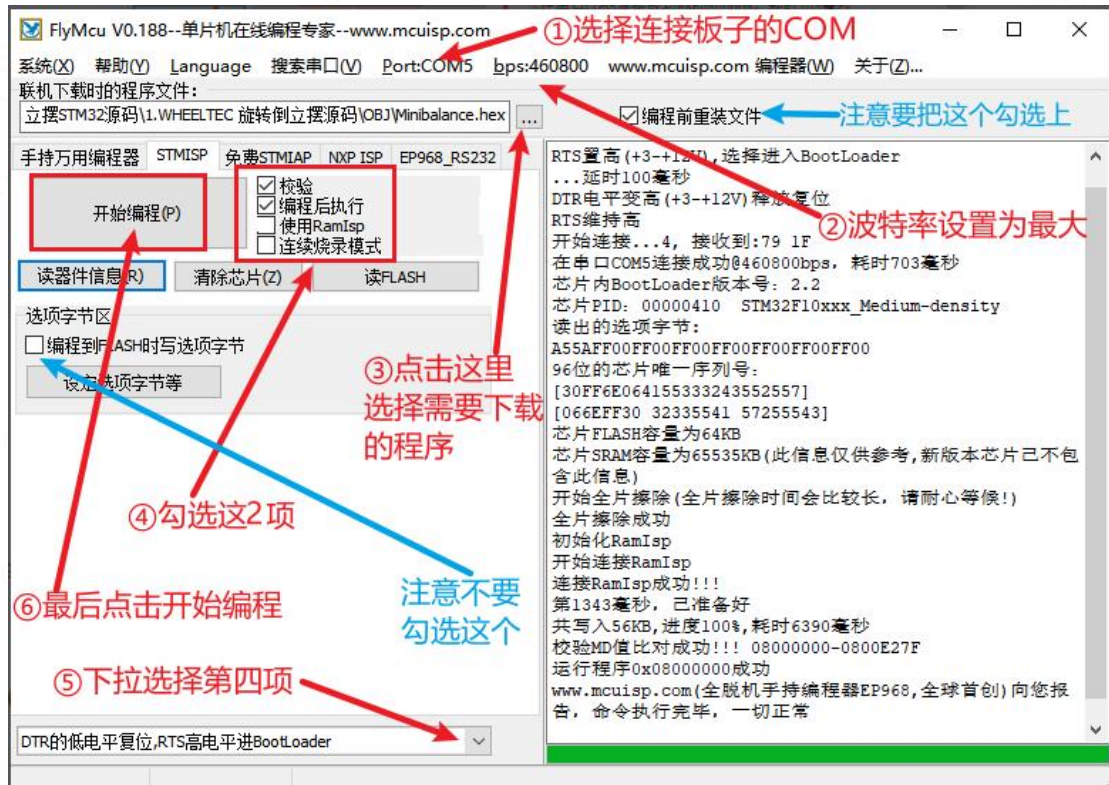 FlyMcu V0.188--单片机在线编程专家--www.mcuisp.com
①选择连接板子的COM
系统(X) 帮助(Y) Language 搜索串口(V) Port:COM5 bps:460800 www.mcuisp.com 编程器(W) 关于(Z)...
联机下载时的程序文件:
立摆STM32源码\1.WHEELTEC 旋转倒立摆源码\OBJ\Minibalance.hex ...
编程前重装文件
注意要把这个勾选上
手持万用编程器 STMISP 免费STMIAP NXP ISP EP968_RS232
开始编程(P)
校验
编程后执行
使用RamIsp
连续烧录模式
读器件信息(R) 清除芯片(Z) 读FLASH
选项字节区
编程到FLASH时写选项字节
设定选项字节等
③点击这里
选择需要下载
的程序
④勾选这2项
注意不要
勾选这个
⑥最后点击开始编程
⑤下拉选择第四项
DTR的低电平复位,RTS高电平进BootLoader
RTS置高(+3-+12V),选择进入BootLoader
...延时100毫秒
DTR电平变高(+3-+12V)释放复位
RTS维持高
②波特率设置为最大
开始连接...4, 接收到:79 1F
在串口COM5连接成功@460800bps, 耗时703毫秒
芯片内BootLoader版本号: 2.2
芯片PID: 00000410 STM32F10xxx_Medium-density
读出的选项字节:
A55AFF00FF00FF00FF00FF00FF00FF00
96位的芯片唯一序列号:
[30FF6E064155333243552557]
[066EFF30 32335541 57255543]
芯片FLASH容量为64KB
芯片SRAM容量为65535KB(此信息仅供参考,新版本芯片已不包
含此信息)
开始全片擦除(全片擦除时间会比较长, 请耐心等候!)
全片擦除成功
初始化RamIsp
开始连接RamIsp
连接RamIsp成功!!!
第1343毫秒, 已准备好
共写入56KB,进度100%,耗时6390毫秒
校验MD值比对成功!!! 08000000-0800E27F
运行程序0x08000000成功
www.mcuisp.com(全脱机手持编程器EP968,全球首创)向您报
告, 命令执行完毕, 一切正常